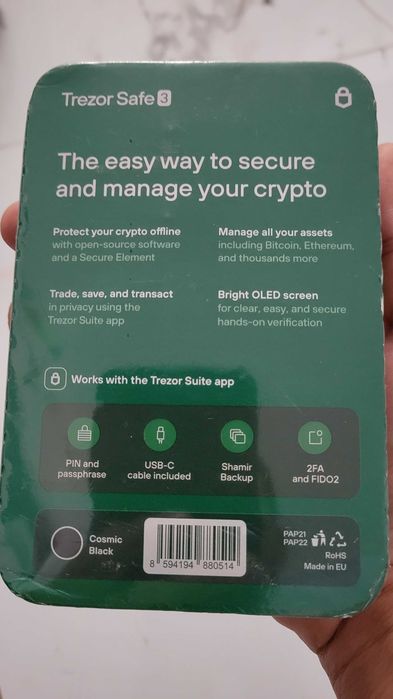 Trezor Safe 3
The easy way to secure
and manage your crypto
Protect your crypto offline
with open-source software
and a Secure Element
Manage all your assets
including Bitcoin, Ethereum,
and thousands more
Trade, save, and transact
in privacy using the
Trezor Suite app
Bright OLED screen
for clear, easy, and secure
hands-on verification
Works with the Trezor Suite app
PIN and
passphrase
USB-C
cable included
Shamir
Backup
2FA
and FIDO2
Cosmic
Black
8 594194 880514
PAP21
PAP22
RoHS
Made in EU